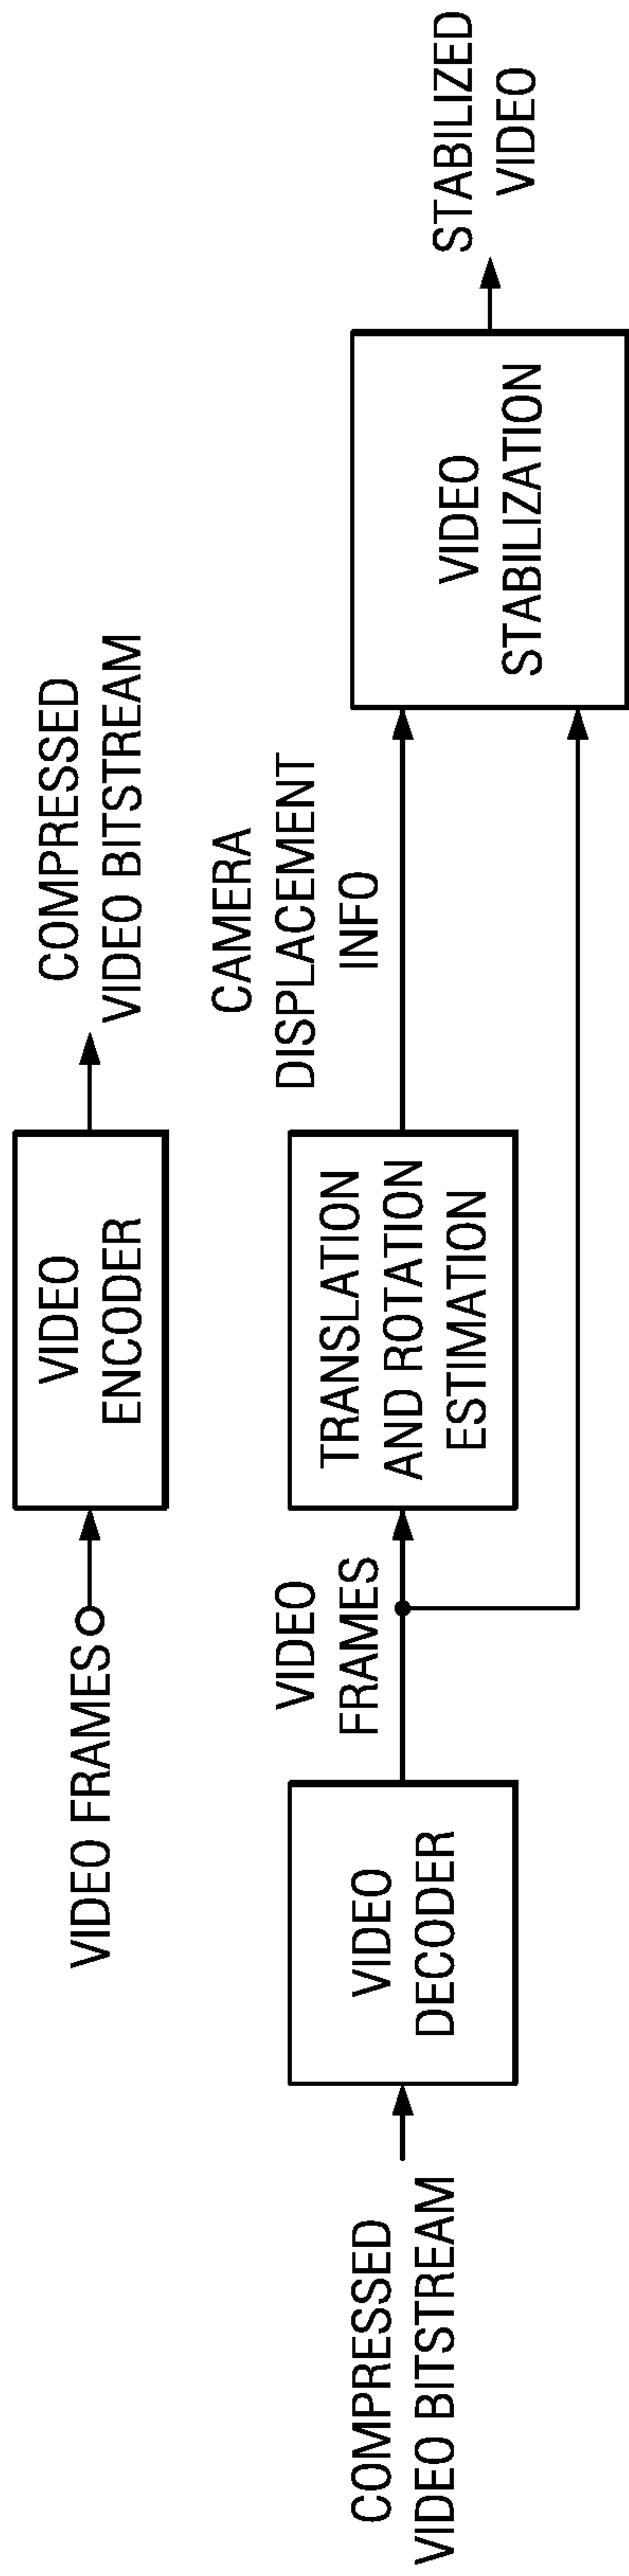 VIDEO FRAMES
VIDEO
ENCODER
COMPRESSED
VIDEO BITSTREAM
COMPRESSED
VIDEO BITSTREAM
VIDEO
DECODER
VIDEO
FRAMES
TRANSLATION
AND ROTATION
ESTIMATION
CAMERA
DISPLACEMENT
INFO
VIDEO
STABILIZATION
STABILIZED
VIDEO